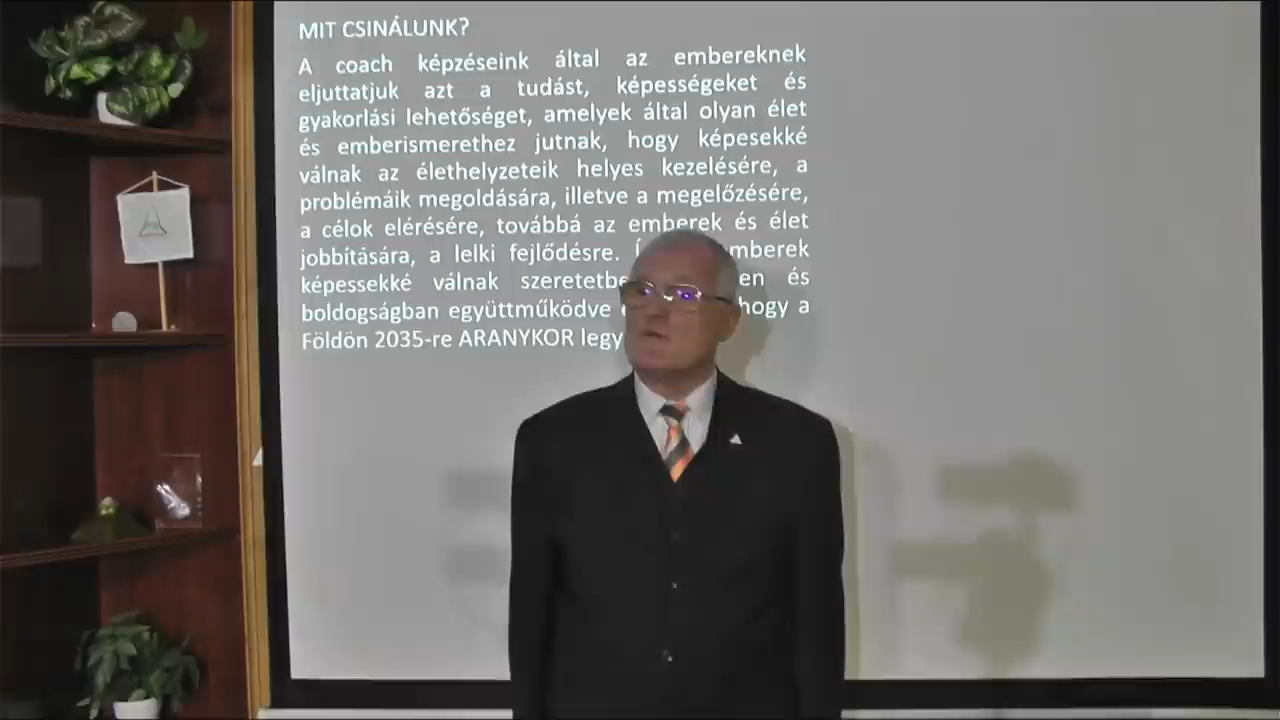 MIT CSINÁLUNK?
A coach képzéseink által az embereknek
eljuttatjuk azt a tudást, képességeket és
gyakorlási lehetőséget, amelyek által olyan élet
és emberismerethez jutnak, hogy képesekké
válnak az élethelyzeteik helyes kezelésére, a
problémáik megoldására, illetve a megelőzésére,
a célok elérésére, továbbá az emberek és élet
jobbítására, a lelki fejlődésre.
képessekké válnak és
boldogságban együttműködve hogy a
Földön 2035-re ARANYKOR